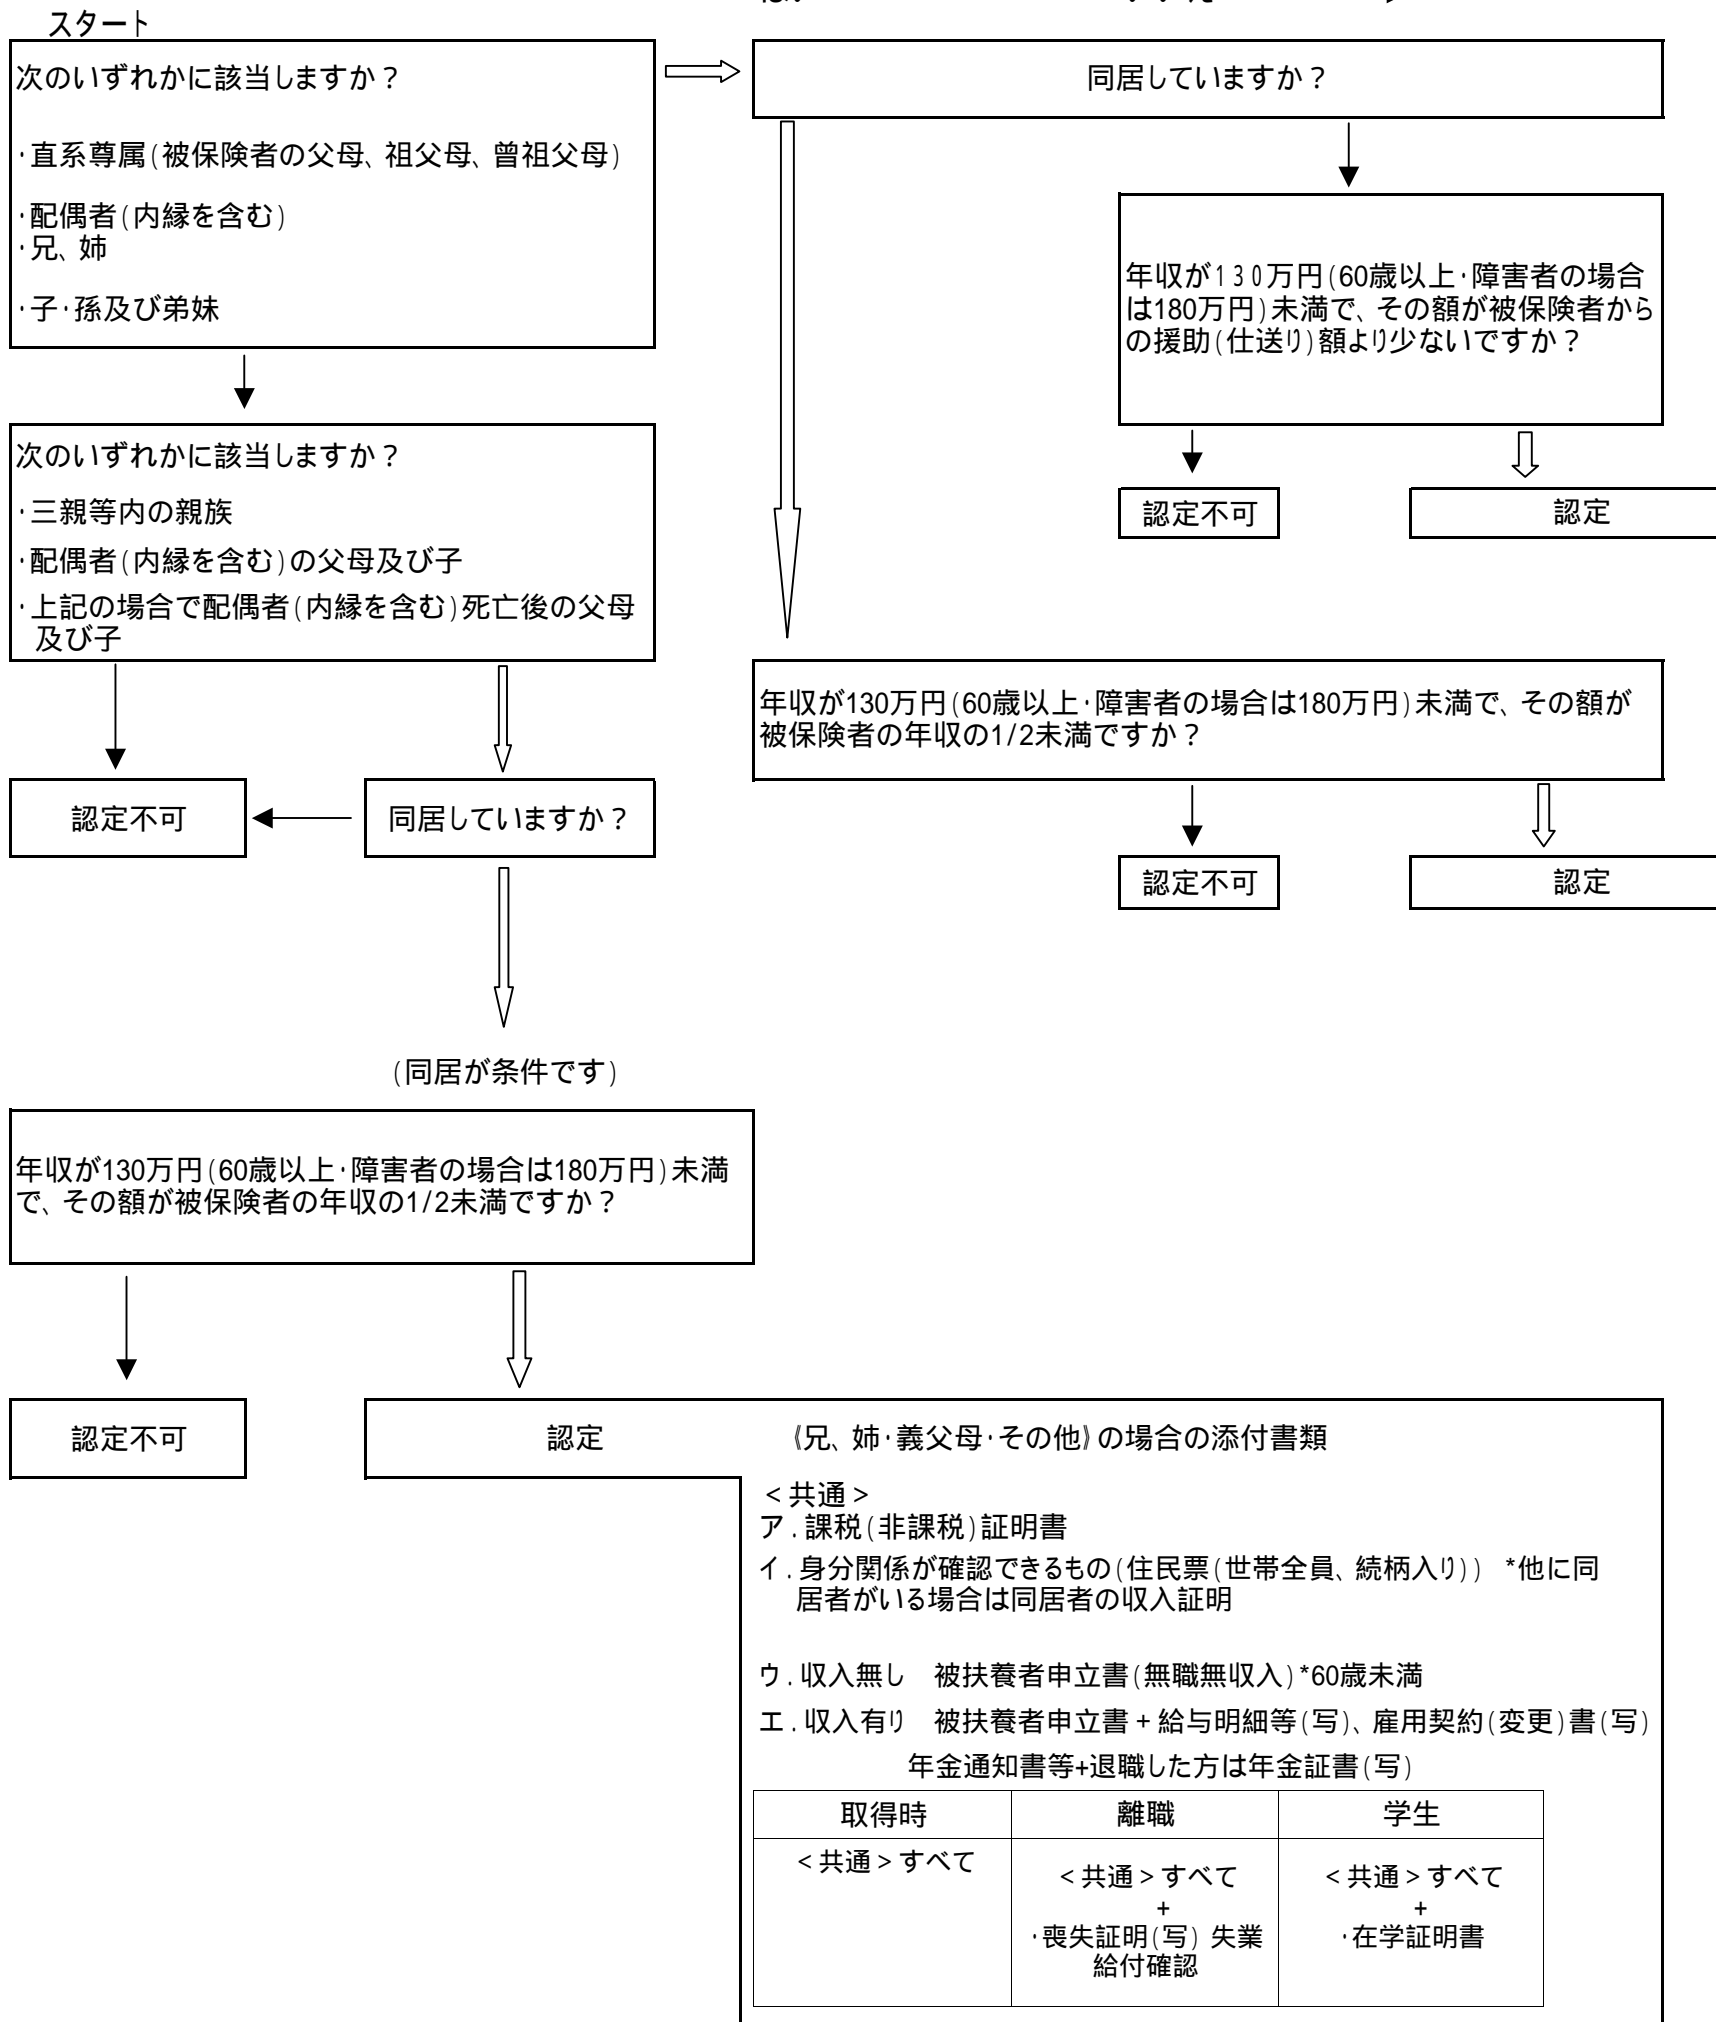 スタート
次のいずれかに該当しますか？
・直系尊属(被保険者の父母、祖父母、曾祖父母)
・配偶者(内縁を含む)
・兄、姉
・子・孫及び弟妹
同居していますか？
年収が１３０万円(60歳以上・障害者の場合
は180万円)未満で、その額が被保険者から
の援助(仕送り)額より少ないですか？
認定不可
認定
次のいずれかに該当しますか？
・三親等内の親族
・配偶者(内縁を含む)の父母及び子
・上記の場合で配偶者(内縁を含む)死亡後の父母
及び子
年収が130万円(60歳以上・障害者の場合は180万円)未満で、その額が
被保険者の年収の1/2未満ですか？
認定不可
同居していますか？
認定不可
認定
(同居が条件です)
年収が130万円(60歳以上・障害者の場合は180万円)未満
で、その額が被保険者の年収の1/2未満ですか？
認定不可
認定
《兄、姉・義父母・その他》の場合の添付書類
＜共通＞
ア．課税(非課税)証明書
イ．身分関係が確認できるもの(住民票(世帯全員、続柄入り))　*他に同
居者がいる場合は同居者の収入証明
ウ．収入無し　被扶養者申立書(無職無収入)*60歳未満
エ．収入有り　被扶養者申立書＋給与明細等(写)、雇用契約(変更)書(写)
年金通知書等+退職した方は年金証書(写)
取得時　離職　学生
＜共通＞すべて
＜共通＞すべて
+
・喪失証明(写) 失業
給付確認
＜共通＞すべて
+
・在学証明書